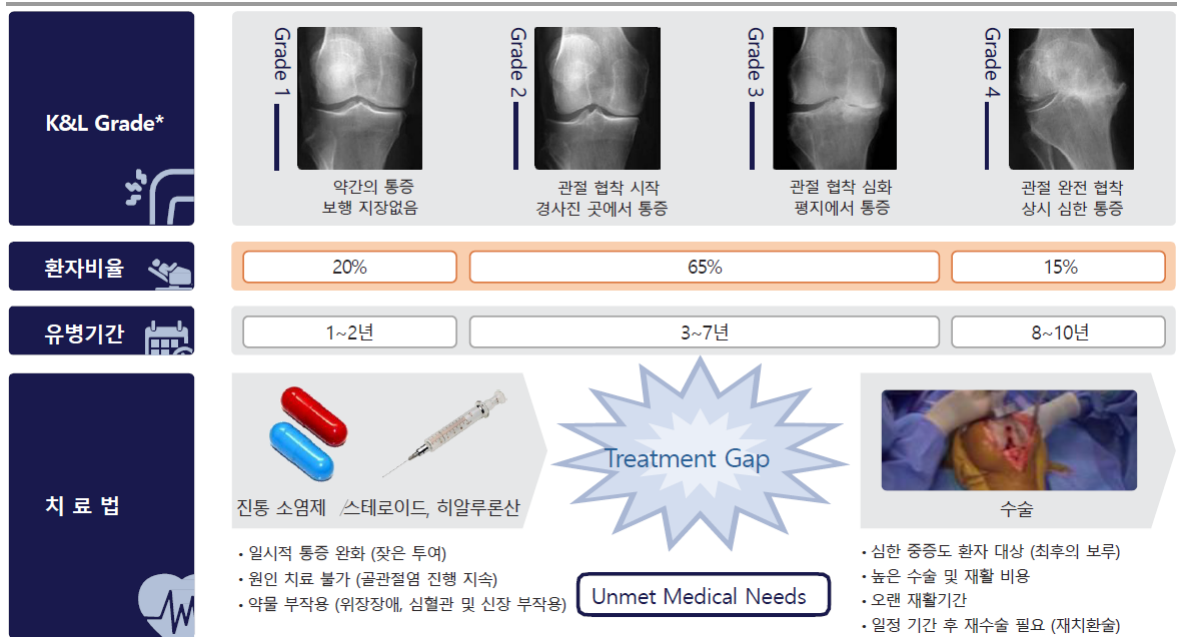 K&L Grade*
Grade 1
Grade 2
Grade 3
Grade 4
약간의 통증
보행 지장없음
관절 협착 시작
경사진 곳에서 통증
관절 협착 심화
평지에서 통증
관절 완전 협착
상시 심한 통증
환자비율
20%
65%
15%
유병기간
1~2년
3~7년
8~10년
치 료 법
진통 소염제 /스테로이드, 히알루론산
• 일시적 통증 완화 (잦은 투여)
• 원인 치료 불가 (골관절염 진행 지속)
• 약물 부작용 (위장장애, 심혈관 및 신장 부작용)
Treatment Gap
Unmet Medical Needs
수술
• 심한 중증도 환자 대상 (최후의 보루)
• 높은 수술 및 재활 비용
• 오랜 재활기간
• 일정 기간 후 재수술 필요 (재치환술)